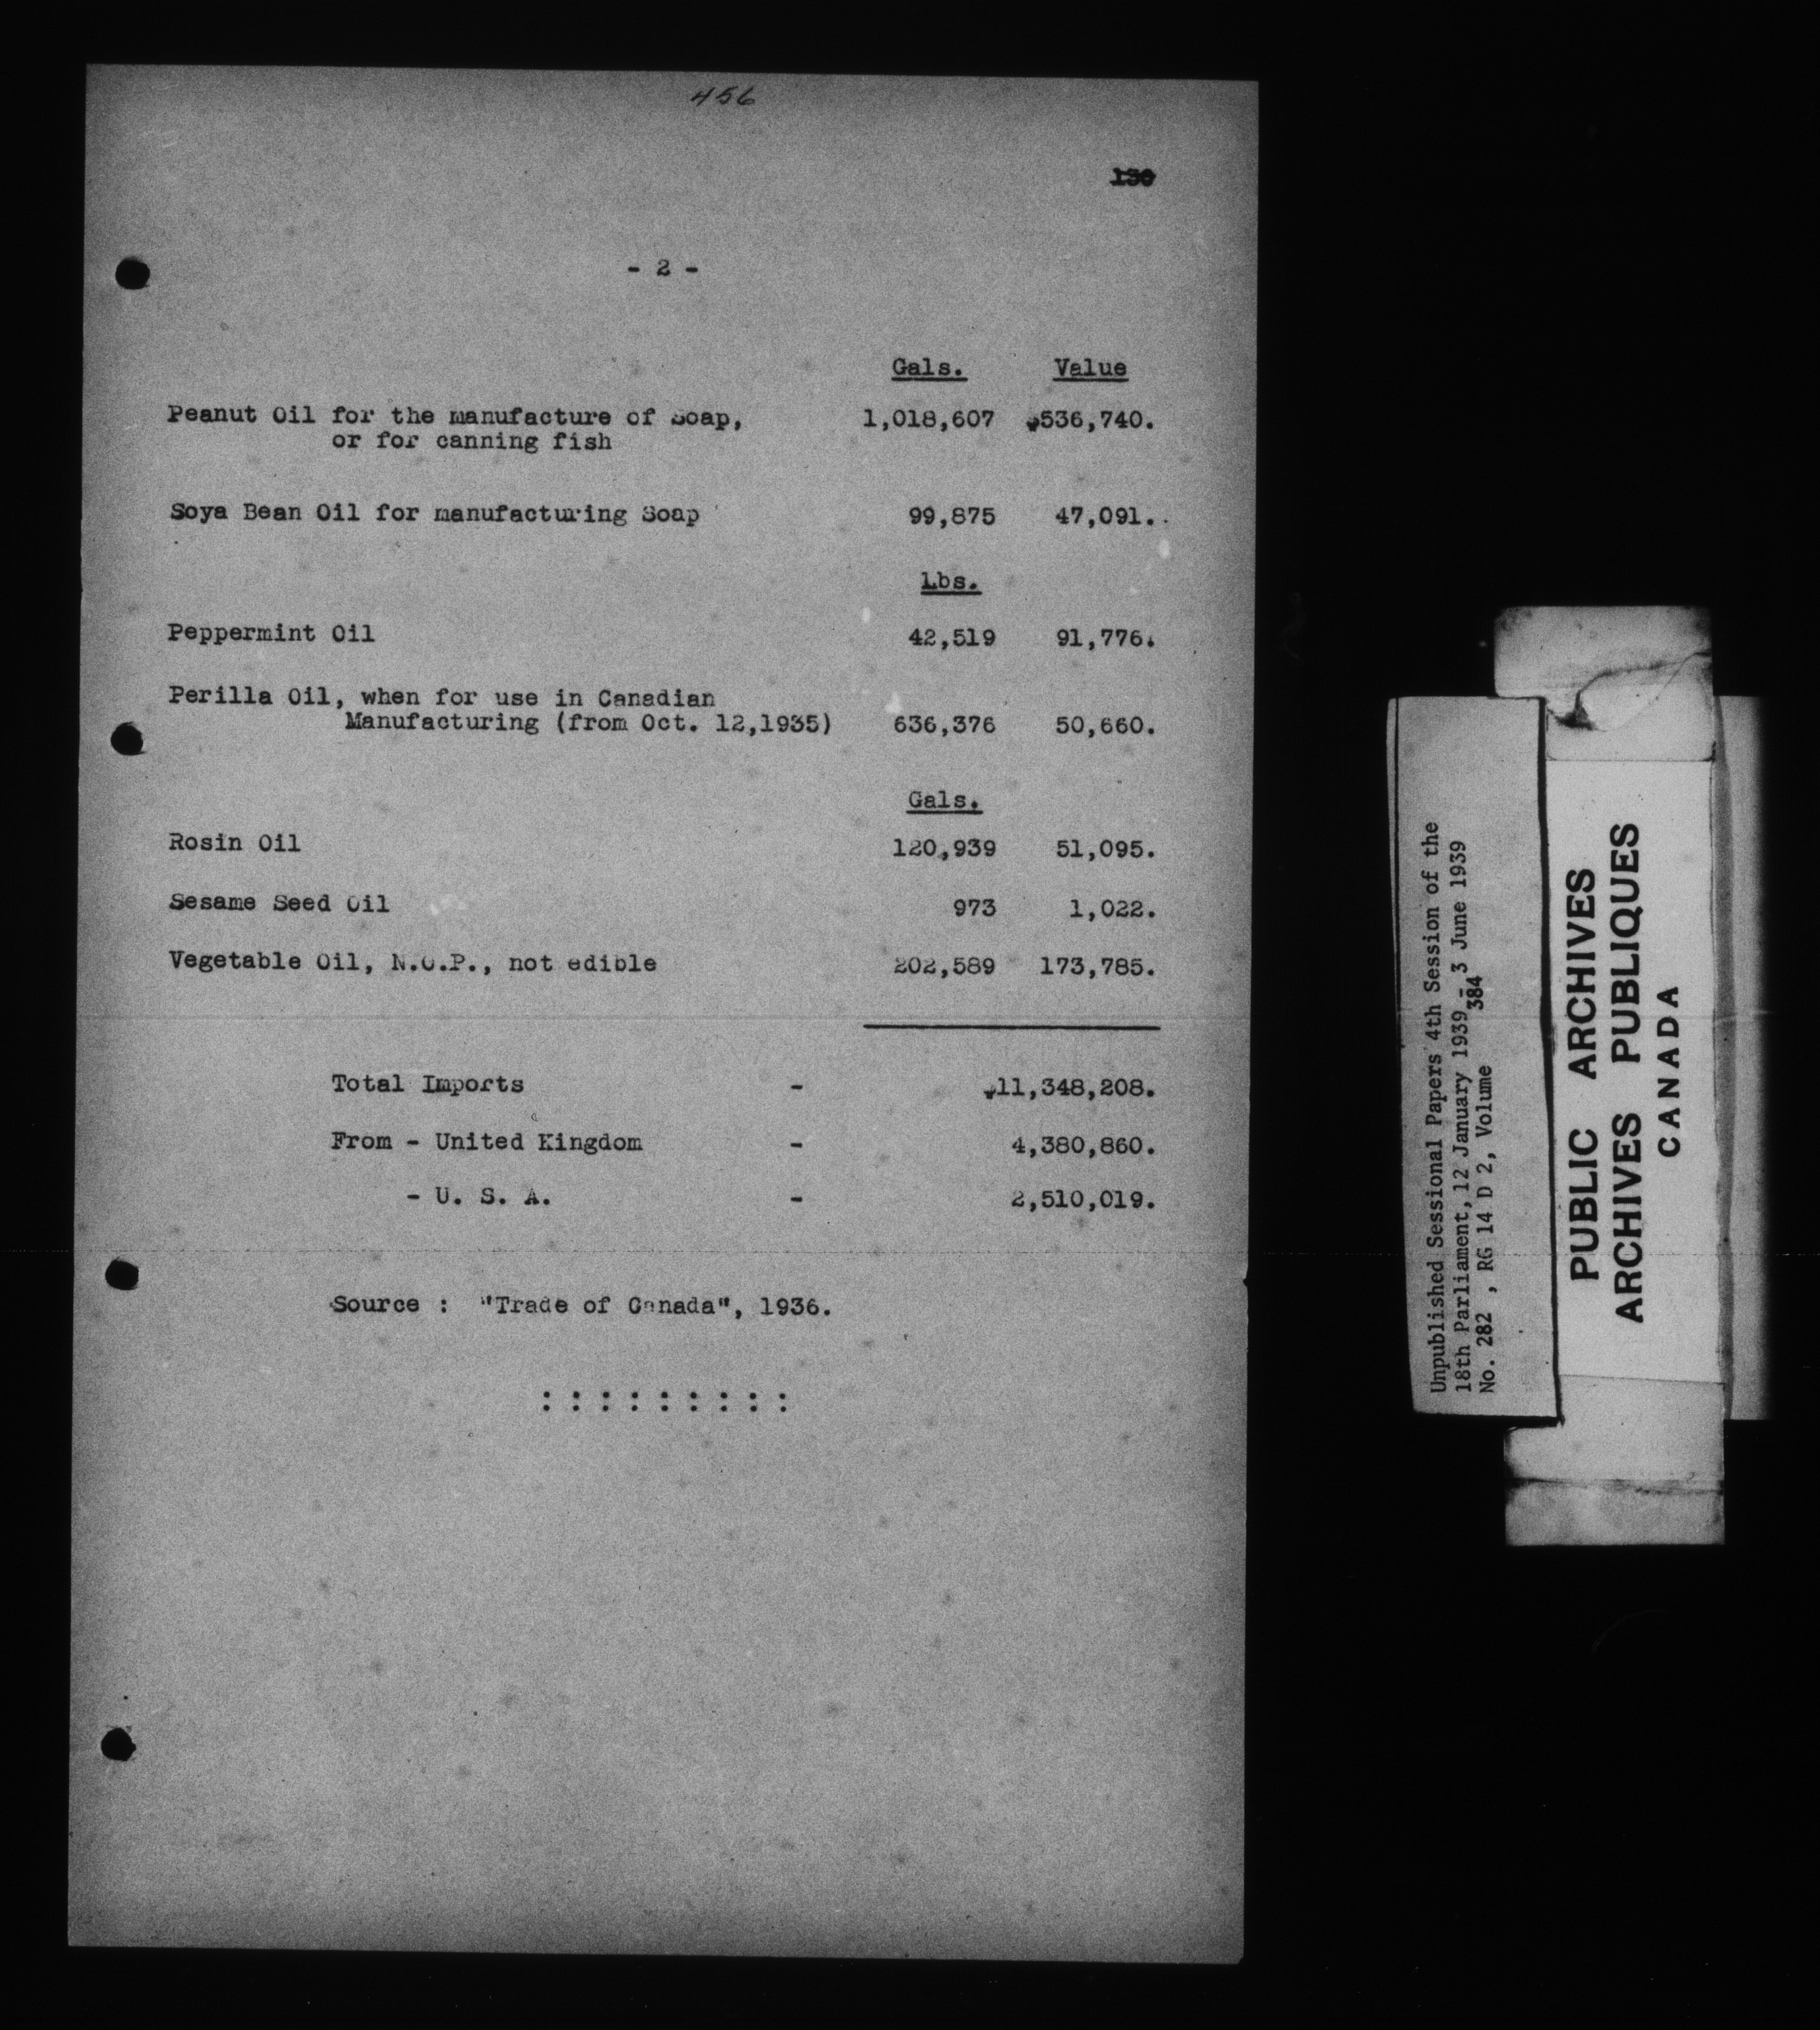 456
130
- 2 -
Gals. Value
Peanut Oil for the manufacture of Soap, 1,018,607 $536,740.
or for canning fish
Soya Bean Oil for manufacturing Soap 99,875 47,091.
Lbs.
Peppermint Oil 42,519 91,776.
Perilla Oil, when for use in Canadian
Manufacturing (from Oct. 12,1935) 636,376 50,660.
Gals.
Rosin Oil 120,939 51,095.
Sesame Seed Oil 973 1,022.
Vegetable Oil, N.O.P., not edible 202,589 173,785.
Total Imports - $11,348,208.
From - United Kingdom - 4,380,860.
- U. S. A. - 2,510,019.
Source : "Trade of Canada", 1936.
: : : : : : : : :
Unpublished Sessional Papers 4th Session of the
18th Parliament, 12 January 1939 - 3 June 1939
No. 282 , RG 14 D 2, Volume 384
PUBLIC ARCHIVES
ARCHIVES PUBLIQUES
CANADA